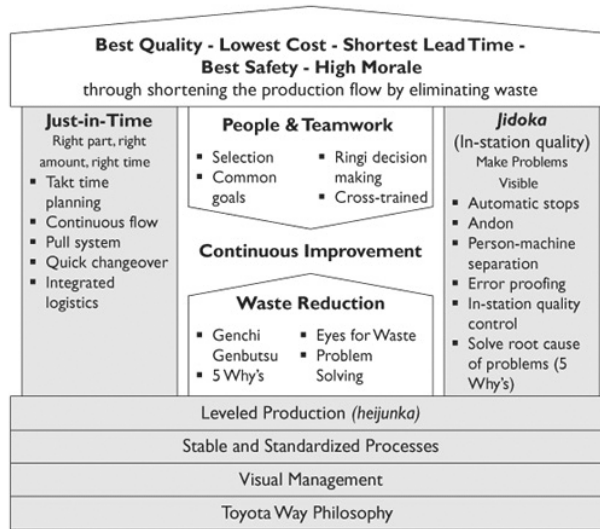 Best Quality - Lowest Cost - Shortest Lead Time -
Best Safety - High Morale
through shortening the production flow by eliminating waste
Just-in-Time
Right part, right
amount, right time
▪ Takt time
planning
▪ Continuous flow
▪ Pull system
▪ Quick changeover
▪ Integrated
logistics
People & Teamwork
▪ Selection
▪ Common
goals
▪ Ringi decision
making
▪ Cross-trained
Continuous Improvement
Waste Reduction
▪ Genchi
Genbutsu
▪ 5 Why's
▪ Eyes for Waste
▪ Problem
Solving
Jidoka
(In-station quality)
Make Problems
Visible
▪ Automatic stops
▪ Andon
▪ Person-machine
separation
▪ Error proofing
▪ In-station quality
control
▪ Solve root cause
of problems (5
Why's)
Leveled Production (heijunka)
Stable and Standardized Processes
Visual Management
Toyota Way Philosophy